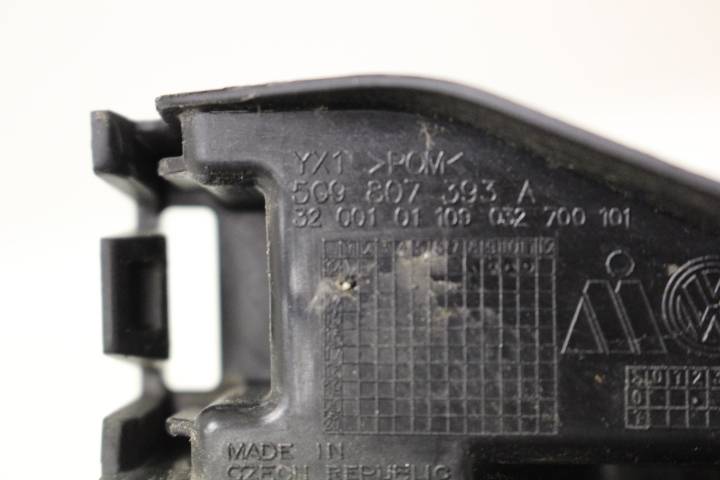 YX1 >POM<
5G9 807 393 A
32 001 01 109 032 700 101
MADE IN
CZECH REPUBLIC